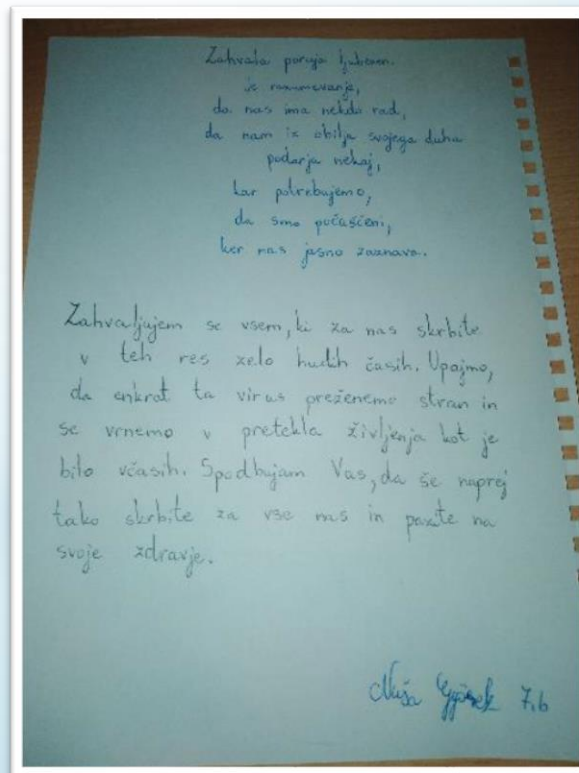 Zahvala poraja ljubezen.
je razumevanje,
da nas ima nekdo rad,
da nam iz obilja svojega duha
podarja nekaj,
kar potrebujemo,
da smo počaščeni,
ker nas jasno zaznava.
Zahvaljujem se vsem, ki za nas skrbite
v teh res zelo hudih časih. Upajmo,
da enkrat ta virus preženemo stran in
se vrnemo v pretekla življenja kot je
bilo včasih. Spodbujam Vas, da še naprej
tako skrbite za vse nas in pazite na
svoje zdravje.
Nuša 7.b